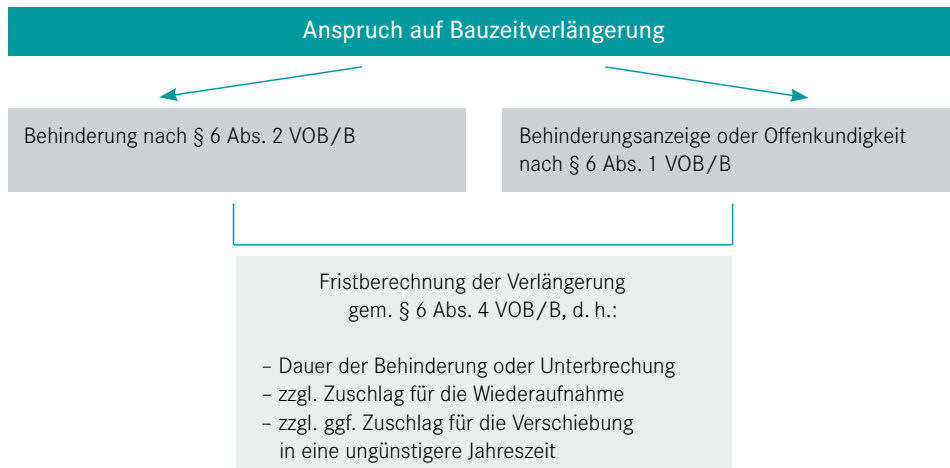 Anspruch auf Bauzeitverlängerung
Behinderung nach § 6 Abs. 2 VOB/B
Behinderungsanzeige oder Offenkundigkeit
nach § 6 Abs. 1 VOB/B
Fristberechnung der Verlängerung
gem. § 6 Abs. 4 VOB/B, d. h.:
– Dauer der Behinderung oder Unterbrechung
– zzgl. Zuschlag für die Wiederaufnahme
– zzgl. ggf. Zuschlag für die Verschiebung
in eine ungünstigere Jahreszeit